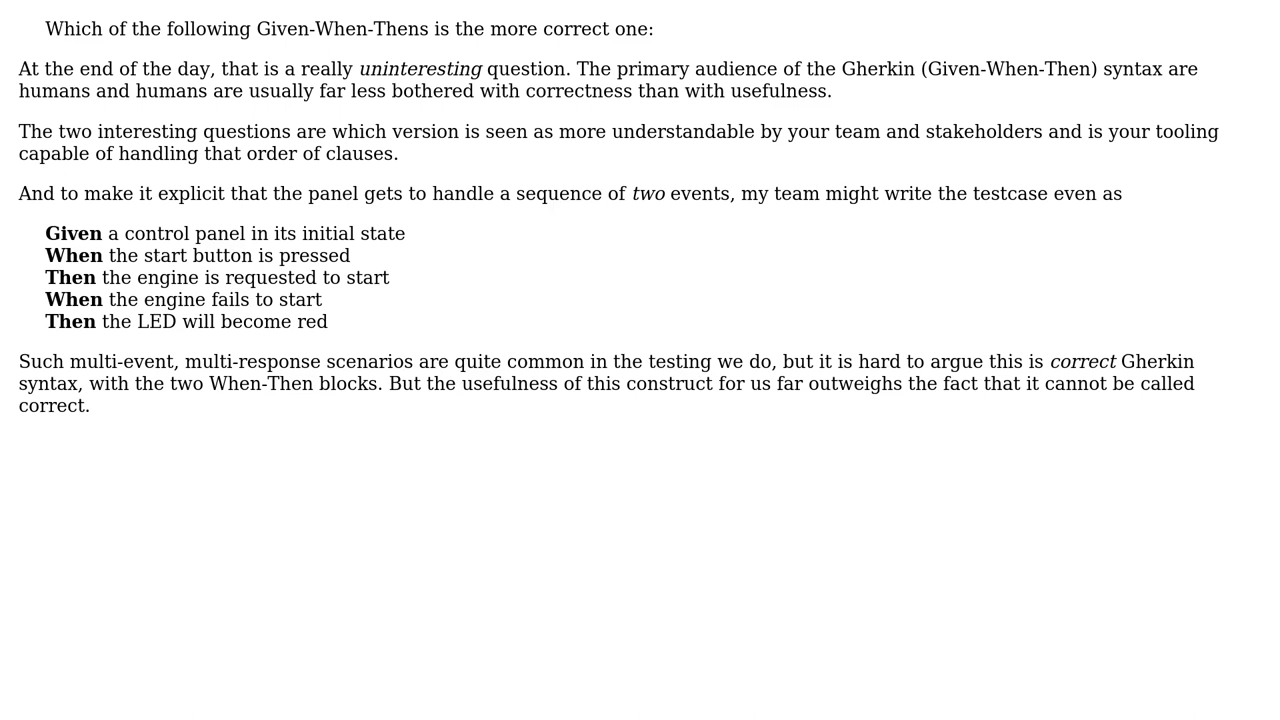 Which of the following Given-When-Thens is the more correct one:
At the end of the day, that is a really uninteresting question. The primary audience of the Gherkin (Given-When-Then) syntax are
humans and humans are usually far less bothered with correctness than with usefulness.
The two interesting questions are which version is seen as more understandable by your team and stakeholders and is your tooling
capable of handling that order of clauses.
And to make it explicit that the panel gets to handle a sequence of two events, my team might write the testcase even as
Given a control panel in its initial state
When the start button is pressed
Then the engine is requested to start
When the engine fails to start
Then the LED will become red
Such multi-event, multi-response scenarios are quite common in the testing we do, but it is hard to argue this is correct Gherkin
syntax, with the two When-Then blocks. But the usefulness of this construct for us far outweighs the fact that it cannot be called
correct.